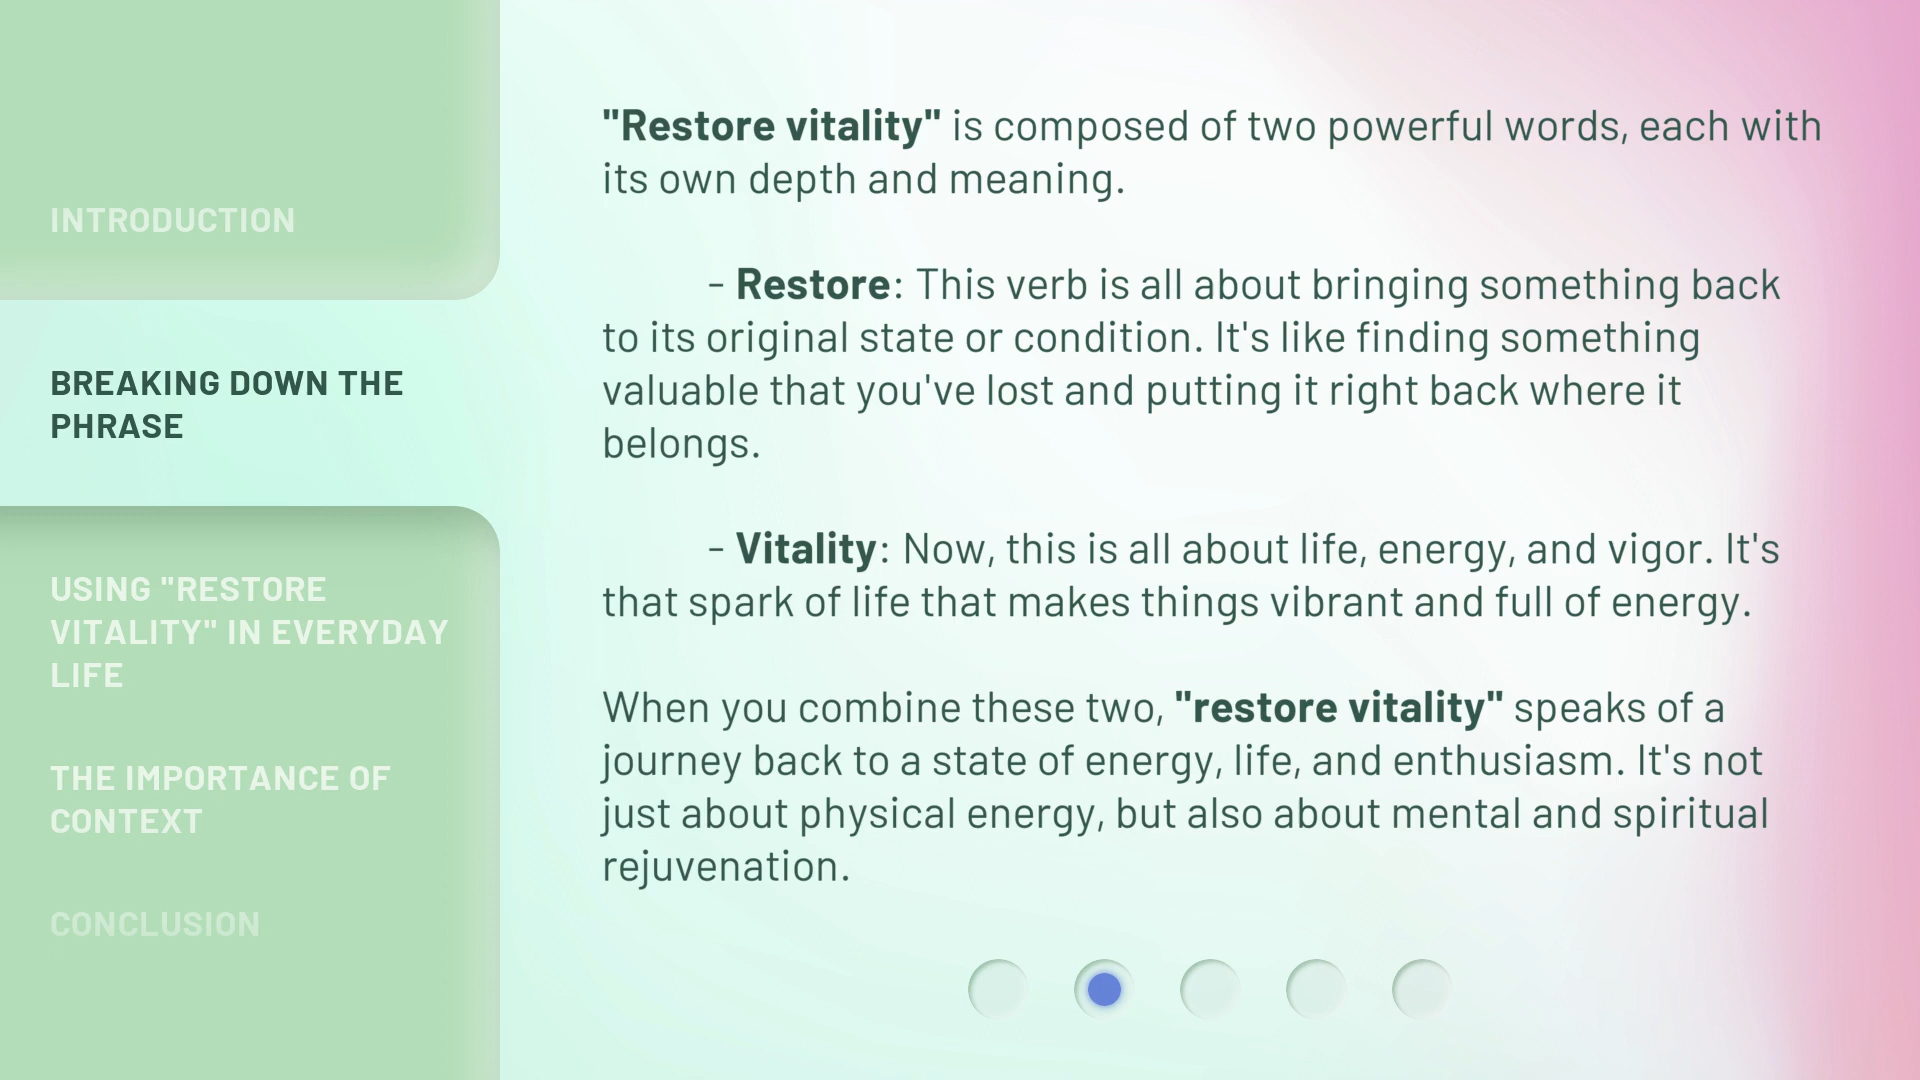 INTRODUCTION
BREAKING DOWN THE
PHRASE
USING "RESTORE
VITALITY" IN EVERYDAY
LIFE
THE IMPORTANCE OF
CONTEXT
CONCLUSION
"Restore vitality" is composed of two powerful words, each with
its own depth and meaning.
- Restore: This verb is all about bringing something back
to its original state or condition. It's like finding something
valuable that you've lost and putting it right back where it
belongs.
- Vitality: Now, this is all about life, energy, and vigor. It's
that spark of life that makes things vibrant and full of energy.
When you combine these two, "restore vitality" speaks of a
journey back to a state of energy, life, and enthusiasm. It's not
just about physical energy, but also about mental and spiritual
rejuvenation.